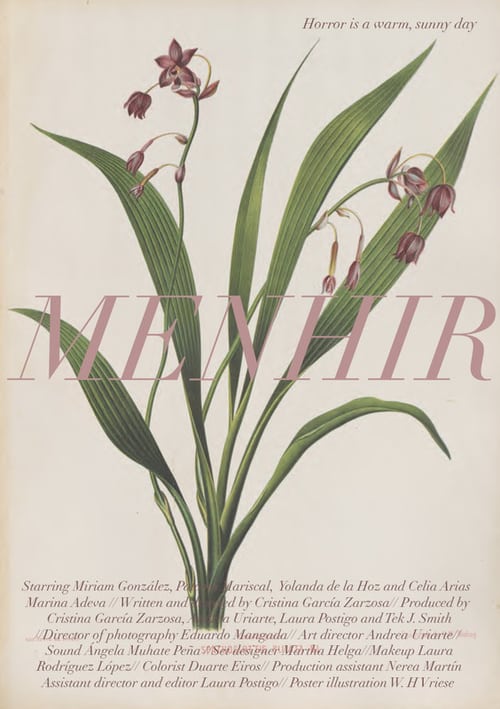 Horror is a warm, sunny day
MENHIR
Starring Miriam González, Mariscal, Yolanda de la Hoz and Celia Arias
Marina Adeva // Written and by Cristina García Zarzosa// Produced by
Cristina García Zarzosa, Uriarte, Laura Postigo and Tek J. Smith
//Director of photography Eduardo Mangada// Art director Andrea Uriarte//
Sound Ángela Muhate Peña // Set designer Marina Helga//Makeup Laura
Rodríguez López// Colorist Duarte Eiros// Production assistant Nerea Martín
Assistant director and editor Laura Postigo// Poster illustration W. H Vriese